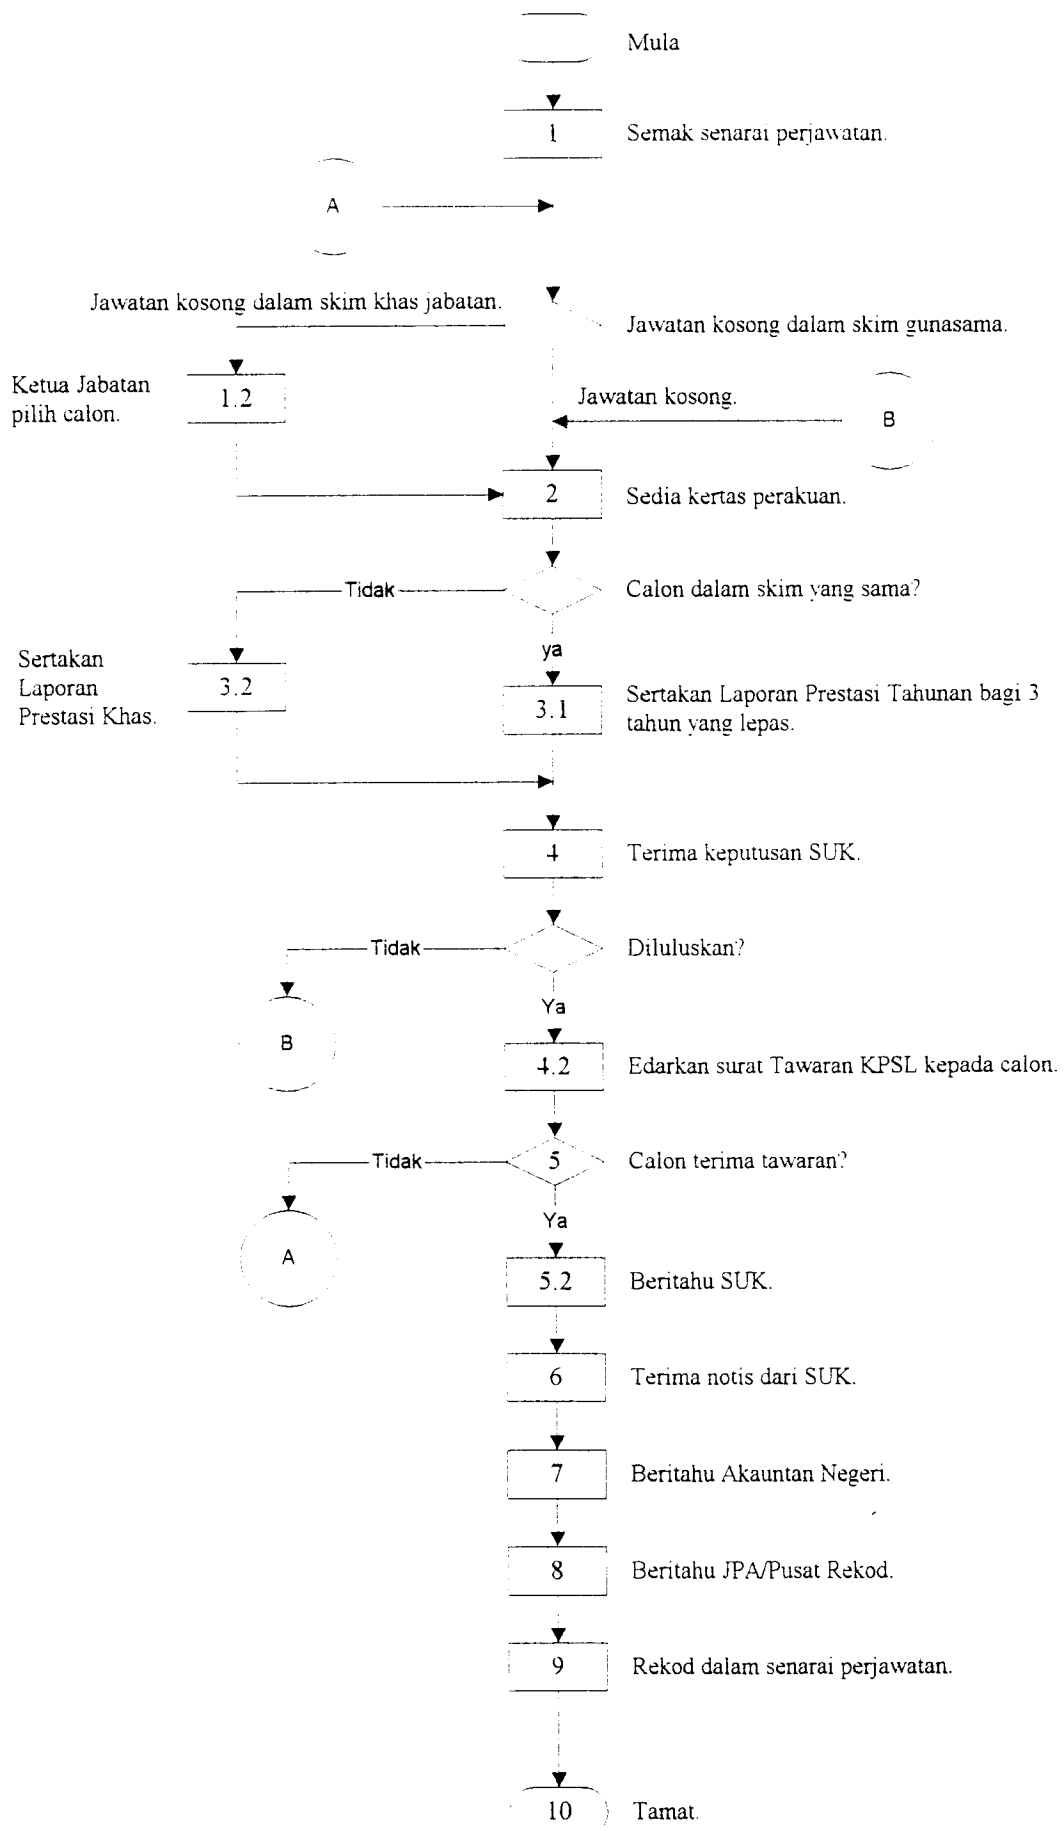 Mula
1
Semak senarai perjawatan.
A
Jawatan kosong dalam skim khas jabatan.
Jawatan kosong dalam skim gunasama.
Ketua Jabatan
pilih calon.
1.2
Jawatan kosong.
B
2
Sedia kertas perakuan.
Tidak
Calon dalam skim yang sama?
ya
Sertakan
Laporan
Prestasi Khas.
3.2
3.1
Sertakan Laporan Prestasi Tahunan bagi 3
tahun yang lepas.
4
Terima keputusan SUK.
Tidak
Diluluskan?
Ya
B
4.2
Edarkan surat Tawaran KPSL kepada calon.
Tidak
5
Calon terima tawaran?
Ya
A
5.2
Beritahu SUK.
6
Terima notis dari SUK.
7
Beritahu Akauntan Negeri.
8
Beritahu JPA/Pusat Rekod.
9
Rekod dalam senarai perjawatan.
10
Tamat.